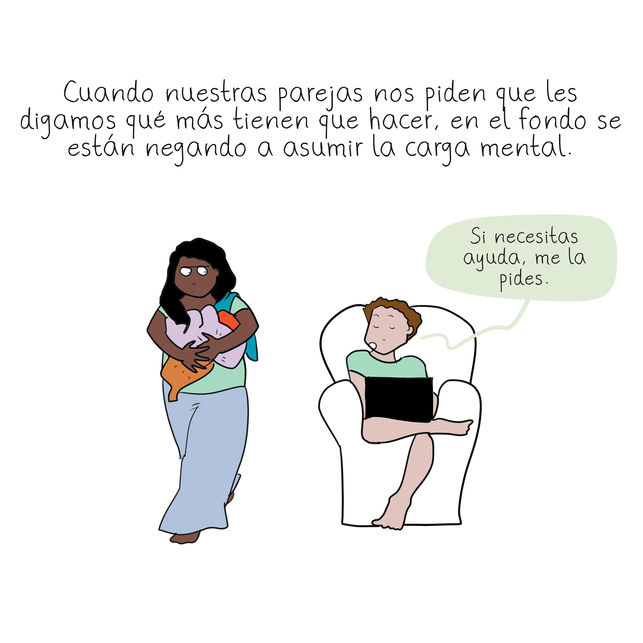 Cuando nuestras parejas nos piden que les
digamos qué más tienen que hacer, en el fondo se
están negando a asumir la carga mental.
Si necesitas
ayuda, me la
pides.